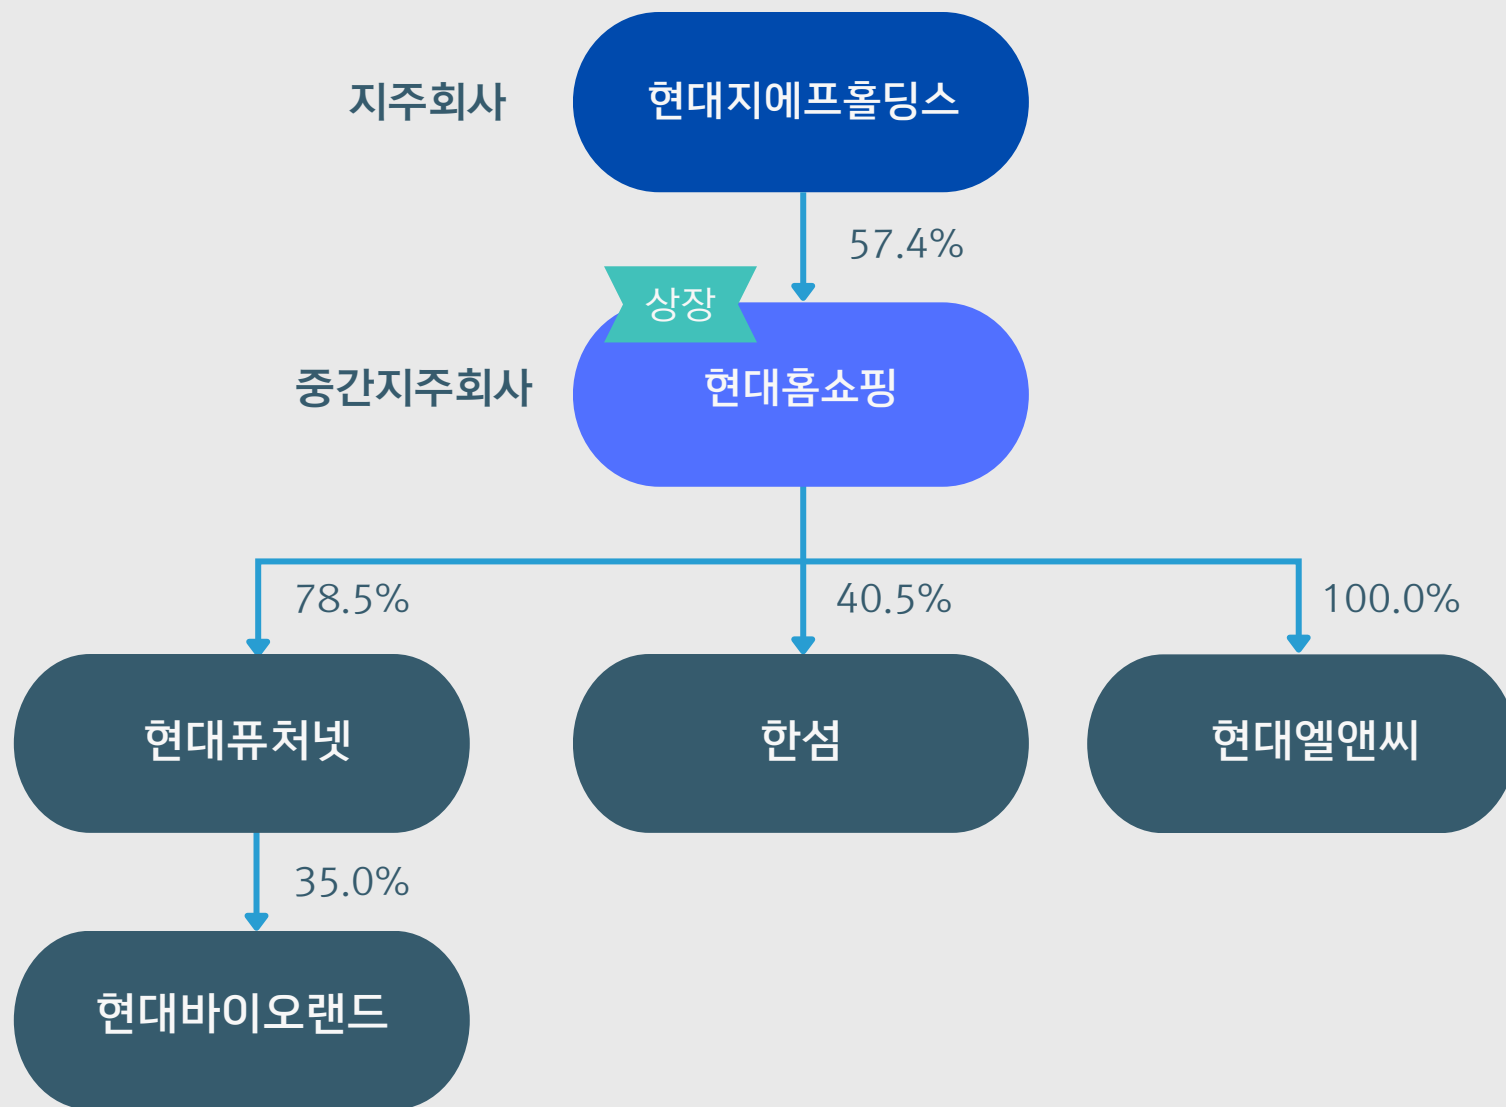 지주회사
현대지에프홀딩스
57.4%
상장
중간지주회사
현대홈쇼핑
78.5%
40.5%
100.0%
현대퓨처넷
한섬
현대엘앤씨
35.0%
현대바이오랜드